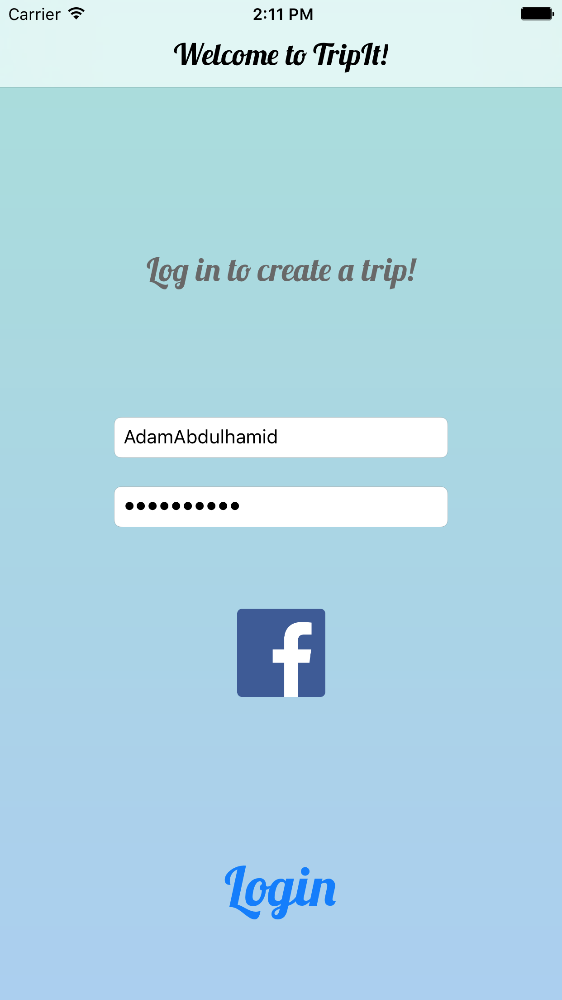 Carrier 2:11 PM
Welcome to TripIt!
Log in to create a trip!
AdamAbdulhamid
••••••••••
f
Login